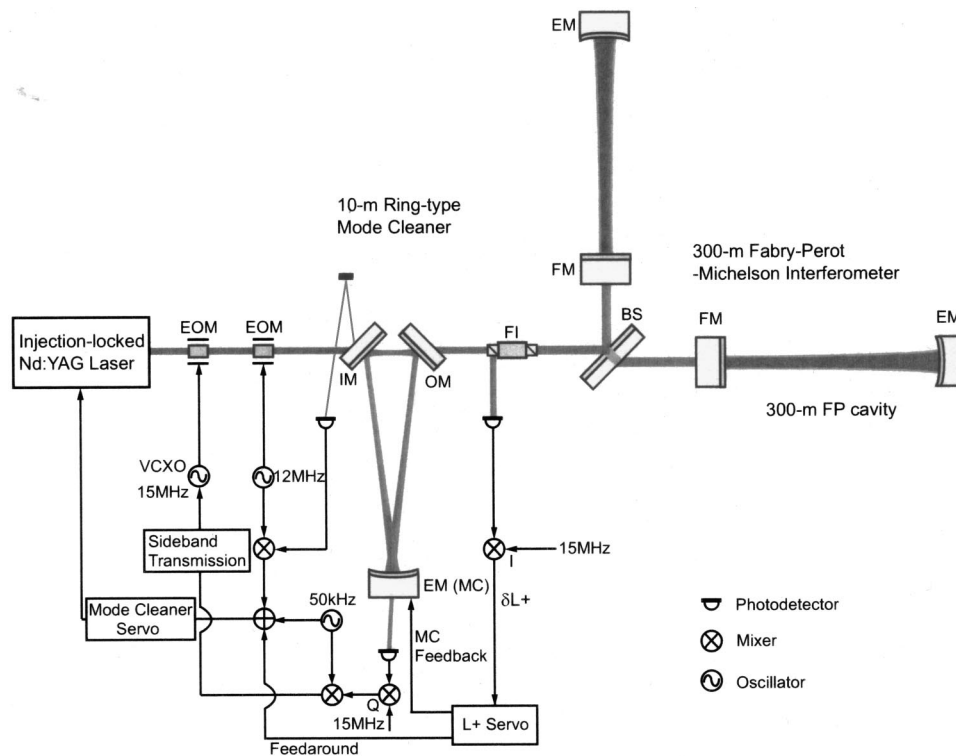 EM
10-m Ring-type
Mode Cleaner
FM
300-m Fabry-Perot
-Michelson Interferometer
Injection-locked
Nd:YAG Laser
EOM
EOM
IM
OM
FI
BS
FM
EM
300-m FP cavity
VCXO
15MHz
12MHz
Sideband
Transmission
15MHz
I
δL+
EM (MC)
Mode Cleaner
Servo
50kHz
MC
Feedback
Q
15MHz
L+ Servo
Feedaround
Photodetector
Mixer
Oscillator